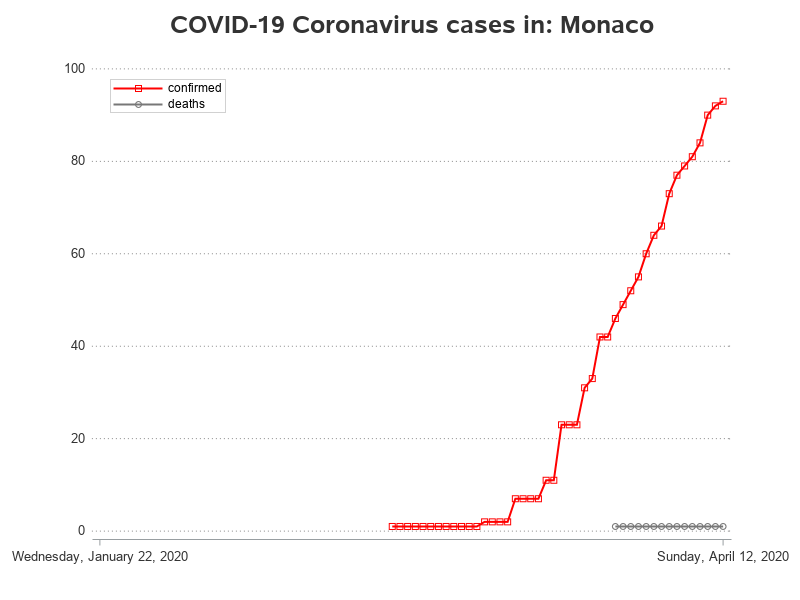 COVID-19 Coronavirus cases in: Monaco
100
confirmed
deaths
80
60
40
20
0
Wednesday, January 22, 2020
Sunday, April 12, 2020